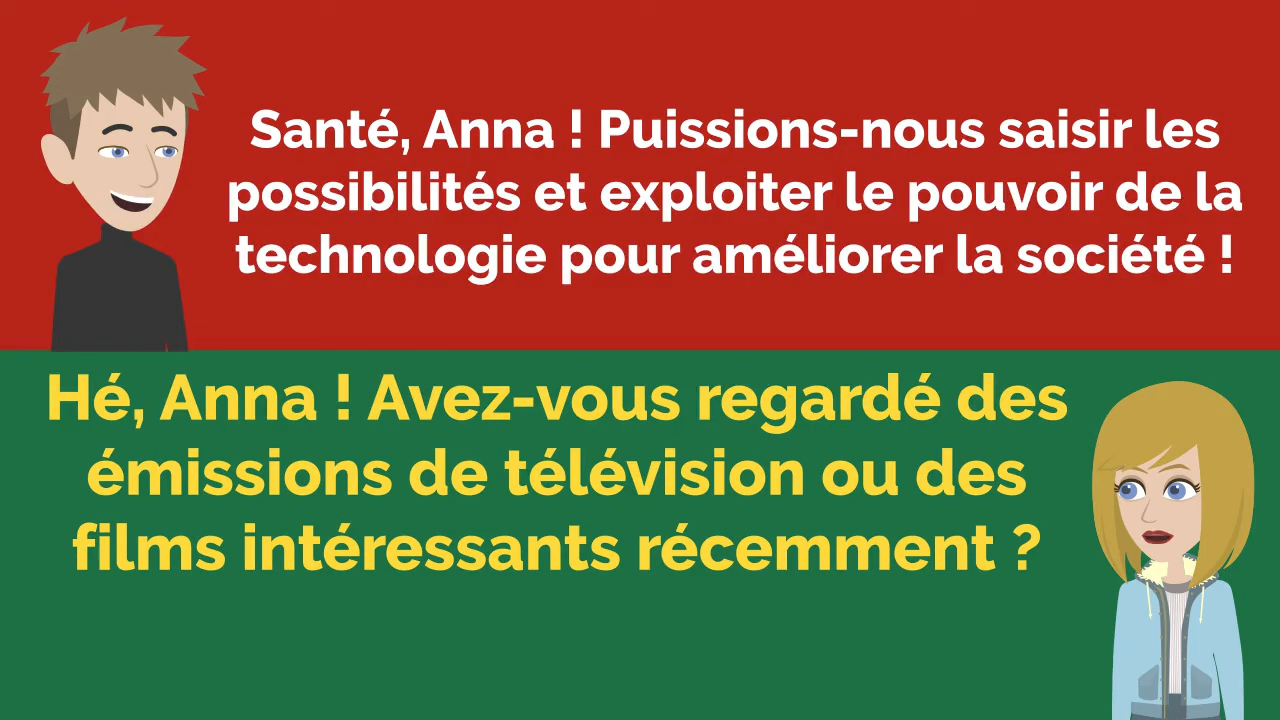 Santé, Anna ! Puissions-nous saisir les
possibilités et exploiter le pouvoir de la
technologie pour améliorer la société !
Hé, Anna ! Avez-vous regardé des
émissions de télévision ou des
films intéressants récemment ?